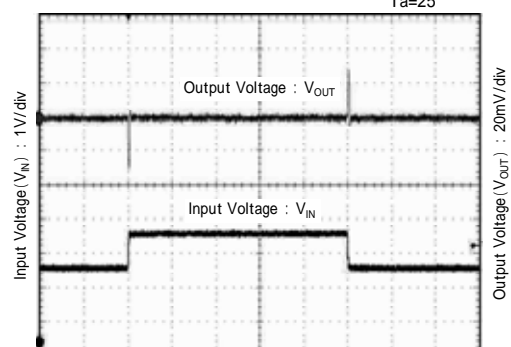 Ta=25
Output Voltage : VOUT
Input Voltage : VIN
Input Voltage(VIN) : 1V/div
Output Voltage(VOUT) : 20mV/div